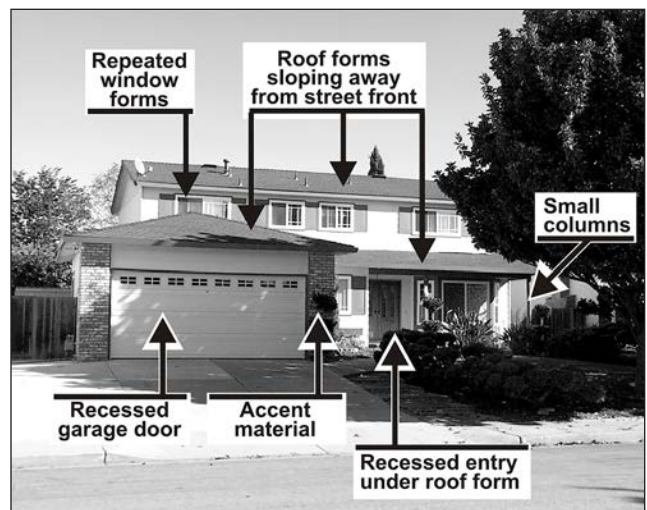 Repeated
window
forms
Roof forms
sloping away
from street front
Small
columns
Recessed
garage door
Accent
material
Recessed entry
under roof form